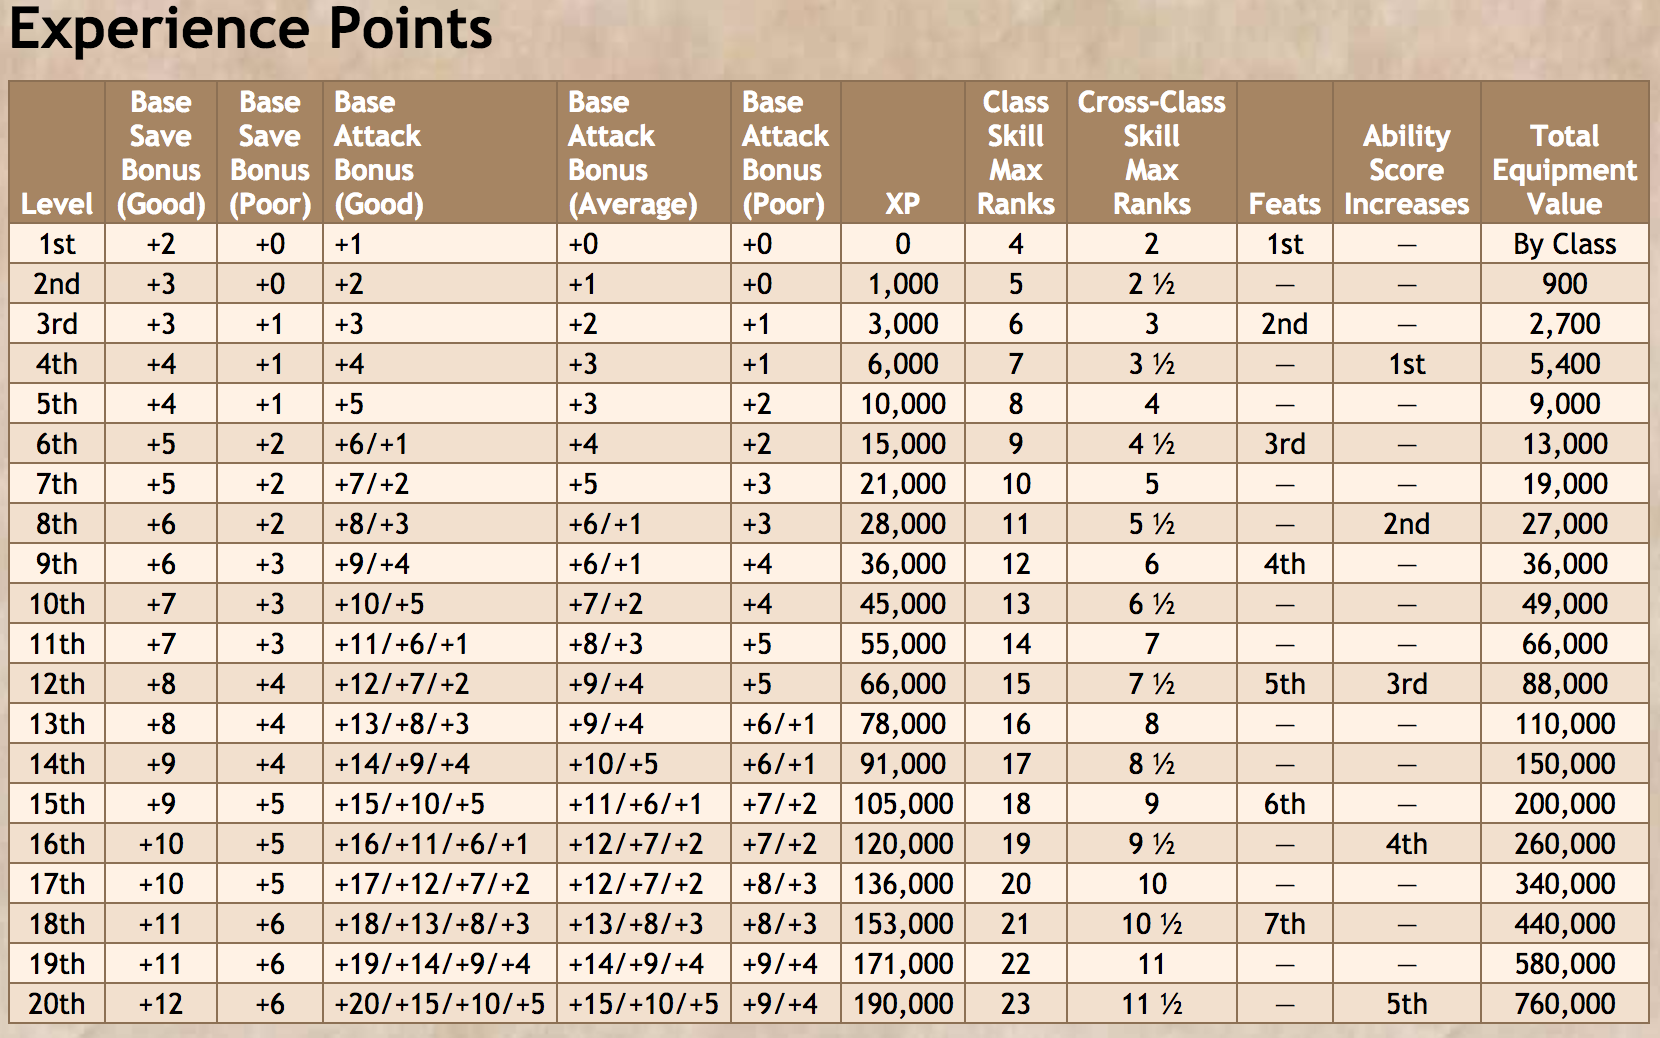 Experience Points
Level | Base Save Bonus (Good) | Base Save Bonus (Poor) | Base Attack Bonus (Good) | Base Attack Bonus (Average) | Base Attack Bonus (Poor) | XP | Class Skill Max Ranks | Cross-Class Skill Max Ranks | Feats | Ability Score Increases | Total Equipment Value
1st | +2 | +0 | +1 | +0 | +0 | 0 | 4 | 2 | 1st | — | By Class
2nd | +3 | +0 | +2 | +1 | +0 | 1,000 | 5 | 2 ½ | — | — | 900
3rd | +3 | +1 | +3 | +2 | +1 | 3,000 | 6 | 3 | 2nd | — | 2,700
4th | +4 | +1 | +4 | +3 | +1 | 6,000 | 7 | 3 ½ | — | 1st | 5,400
5th | +4 | +1 | +5 | +3 | +2 | 10,000 | 8 | 4 | — | — | 9,000
6th | +5 | +2 | +6/+1 | +4 | +2 | 15,000 | 9 | 4 ½ | 3rd | — | 13,000
7th | +5 | +2 | +7/+2 | +5 | +3 | 21,000 | 10 | 5 | — | — | 19,000
8th | +6 | +2 | +8/+3 | +6/+1 | +3 | 28,000 | 11 | 5 ½ | — | 2nd | 27,000
9th | +6 | +3 | +9/+4 | +6/+1 | +4 | 36,000 | 12 | 6 | 4th | — | 36,000
10th | +7 | +3 | +10/+5 | +7/+2 | +4 | 45,000 | 13 | 6 ½ | — | — | 49,000
11th | +7 | +3 | +11/+6/+1 | +8/+3 | +5 | 55,000 | 14 | 7 | — | — | 66,000
12th | +8 | +4 | +12/+7/+2 | +9/+4 | +5 | 66,000 | 15 | 7 ½ | 5th | 3rd | 88,000
13th | +8 | +4 | +13/+8/+3 | +9/+4 | +6/+1 | 78,000 | 16 | 8 | — | — | 110,000
14th | +9 | +4 | +14/+9/+4 | +10/+5 | +6/+1 | 91,000 | 17 | 8 ½ | — | — | 150,000
15th | +9 | +5 | +15/+10/+5 | +11/+6/+1 | +7/+2 | 105,000 | 18 | 9 | 6th | — | 200,000
16th | +10 | +5 | +16/+11/+6/+1 | +12/+7/+2 | +7/+2 | 120,000 | 19 | 9 ½ | — | 4th | 260,000
17th | +10 | +5 | +17/+12/+7/+2 | +12/+7/+2 | +8/+3 | 136,000 | 20 | 10 | — | — | 340,000
18th | +11 | +6 | +18/+13/+8/+3 | +13/+8/+3 | +8/+3 | 153,000 | 21 | 10 ½ | 7th | — | 440,000
19th | +11 | +6 | +19/+14/+9/+4 | +14/+9/+4 | +9/+4 | 171,000 | 22 | 11 | — | — | 580,000
20th | +12 | +6 | +20/+15/+10/+5 | +15/+10/+5 | +9/+4 | 190,000 | 23 | 11 ½ | — | 5th | 760,000